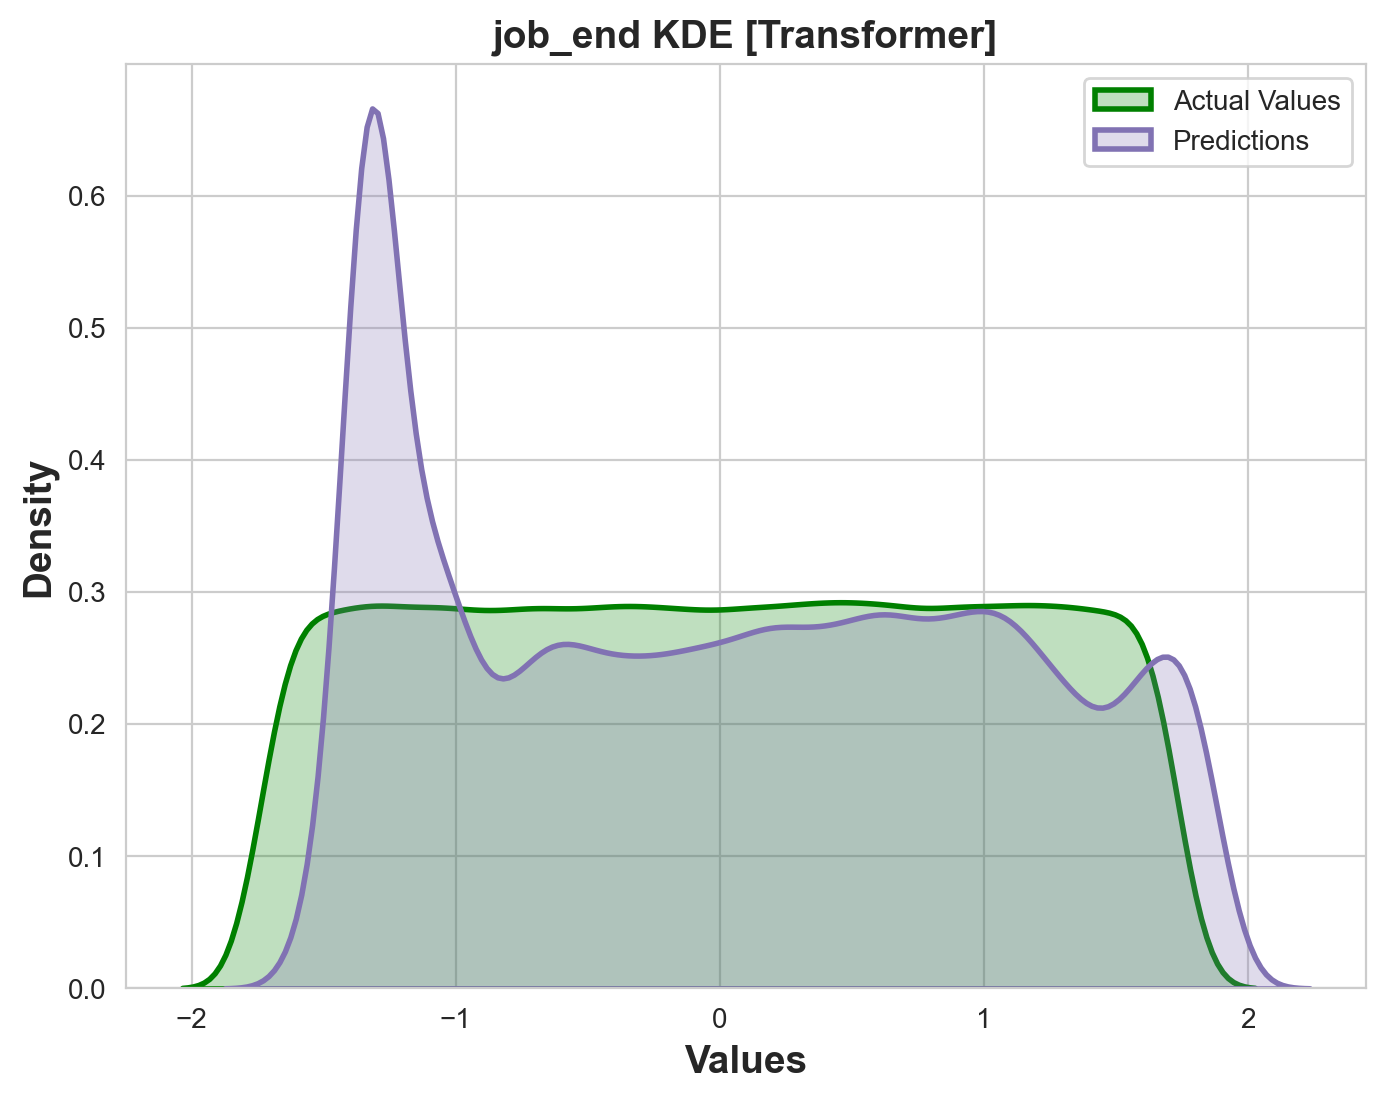 job_end KDE [Transformer]
Actual Values
Predictions
Density
0.6
0.5
0.4
0.3
0.2
0.1
0.0
−2 −1 0 1 2
Values